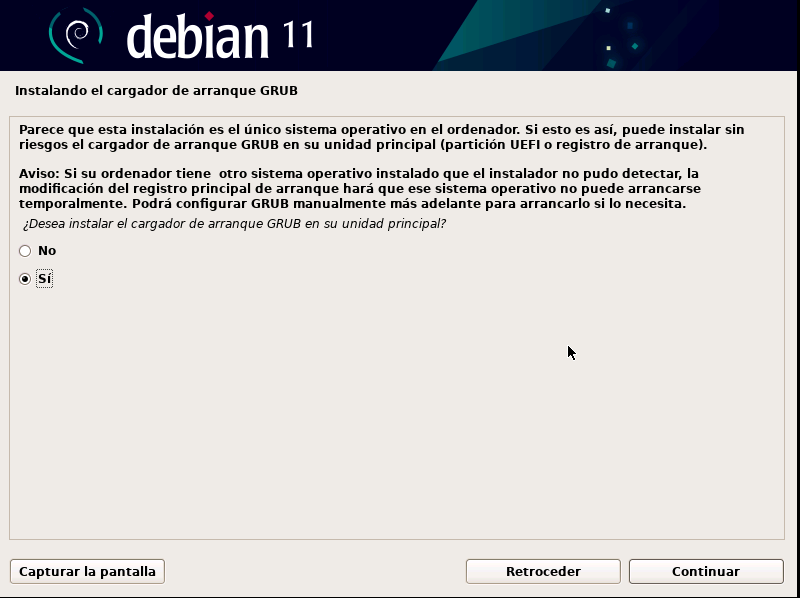 debian 11
Instalando el cargador de arranque GRUB
Parece que esta instalación es el único sistema operativo en el ordenador. Si esto es así, puede instalar sin
riesgos el cargador de arranque GRUB en su unidad principal (partición UEFI o registro de arranque).
Aviso: Si su ordenador tiene  otro sistema operativo instalado que el instalador no pudo detectar, la
modificación del registro principal de arranque hará que ese sistema operativo no puede arrancarse
temporalmente. Podrá configurar GRUB manualmente más adelante para arrancarlo si lo necesita.
¿Desea instalar el cargador de arranque GRUB en su unidad principal?
No
Sí
Capturar la pantalla
Retroceder
Continuar